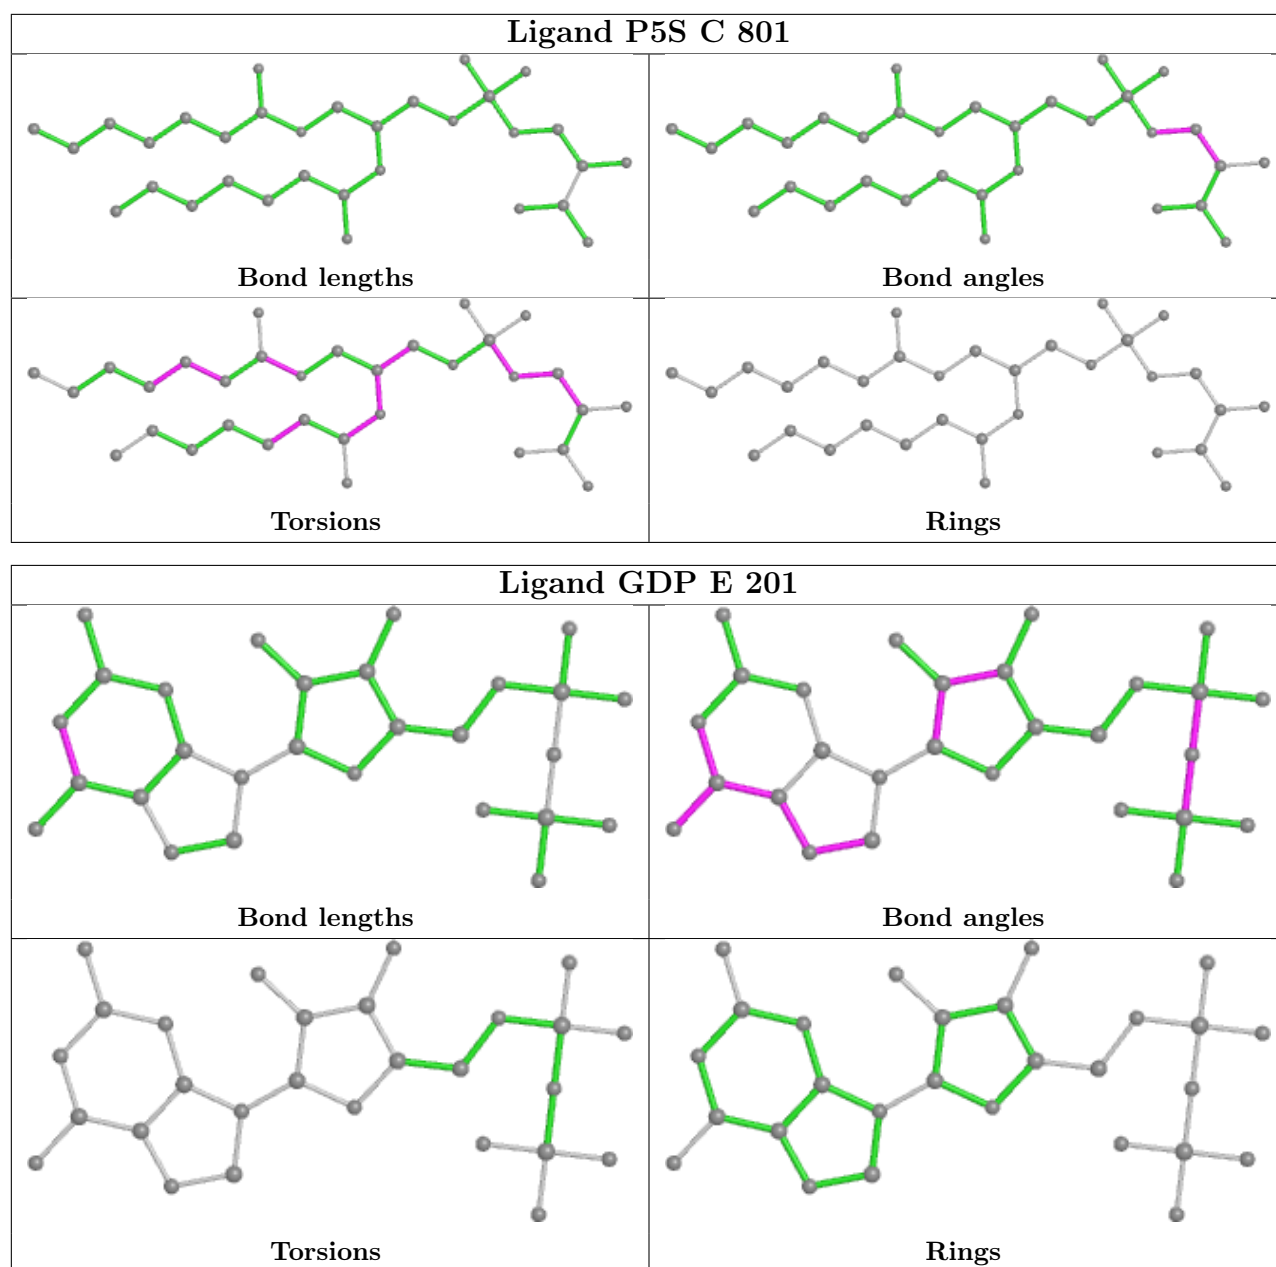 Ligand P5S C 801
Bond lengths
Bond angles
Torsions
Rings
Ligand GDP E 201
Bond lengths
Bond angles
Torsions
Rings